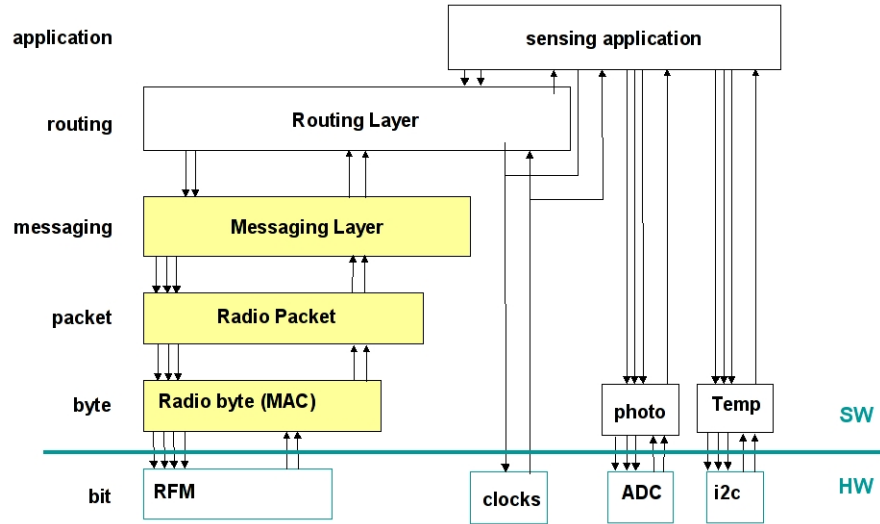 application
sensing application
routing
Routing Layer
messaging
Messaging Layer
packet
Radio Packet
byte
Radio byte (MAC)
photo
Temp
SW
bit
RFM
clocks
ADC
i2c
HW